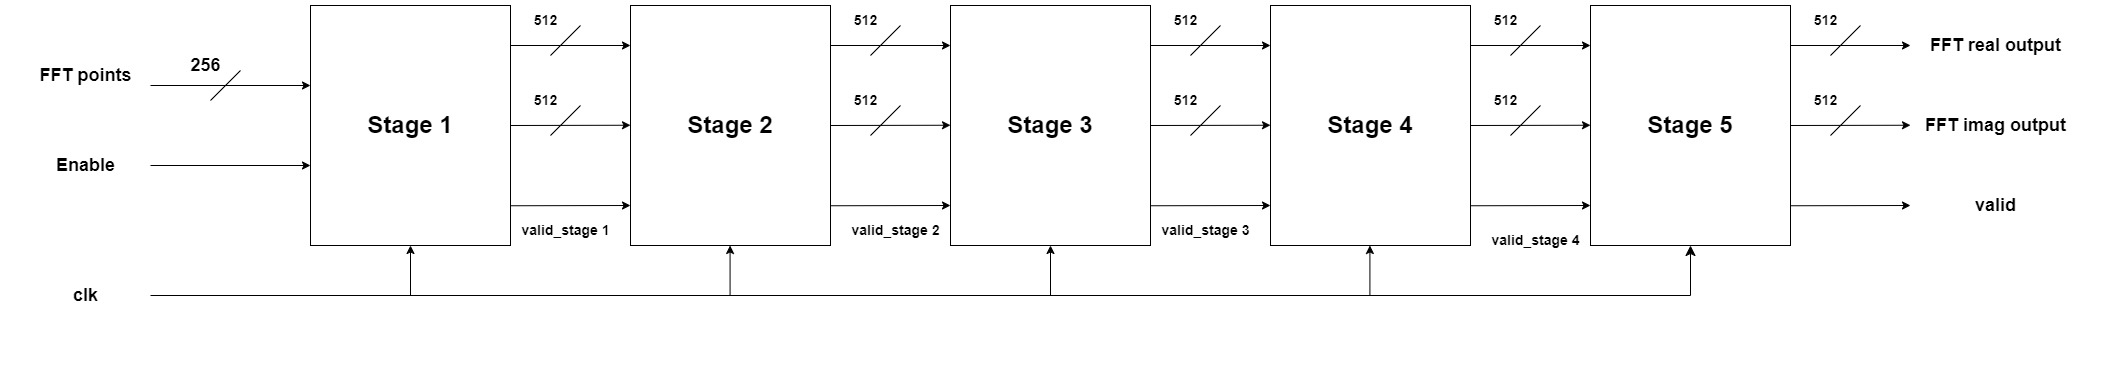 512
512
512
512
512
FFT real output
256
FFT points
512
512
512
512
512
Stage 1
Stage 2
Stage 3
Stage 4
Stage 5
FFT imag output
Enable
valid
valid_stage 1
valid_stage 2
valid_stage 3
valid_stage 4
clk